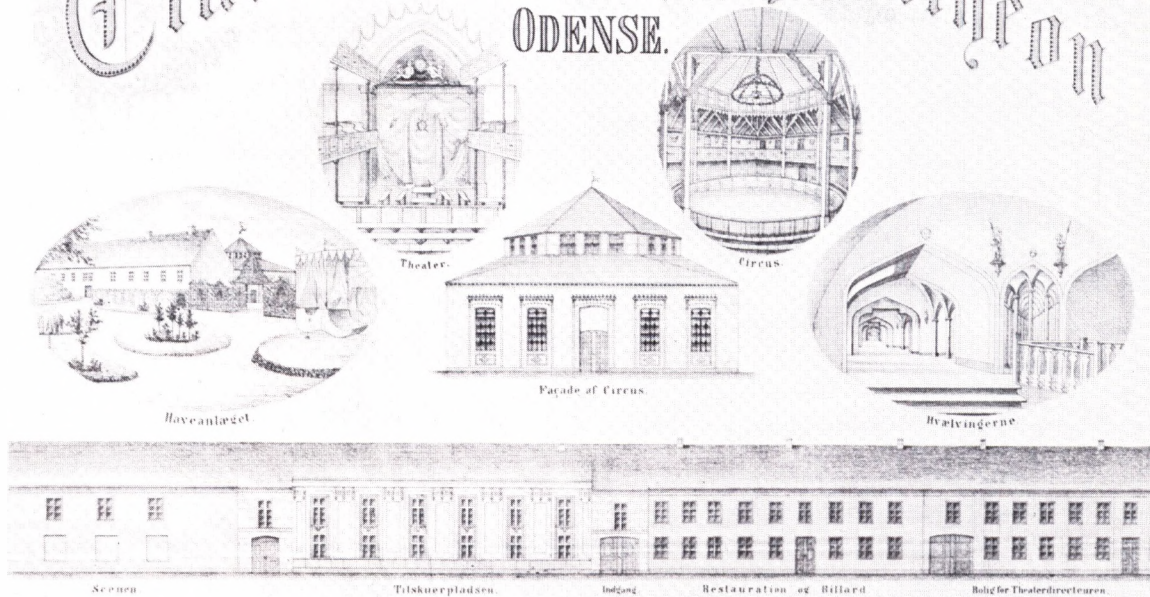 ODENSE.
Theater.
Circus.
Façade af Circus.
Haveanlæget.
Hvælvingerne
Scenen
Tilskuerpladsen.
Indgang.
Restauration og Billard
Bolig for Theaterdirecteuren.